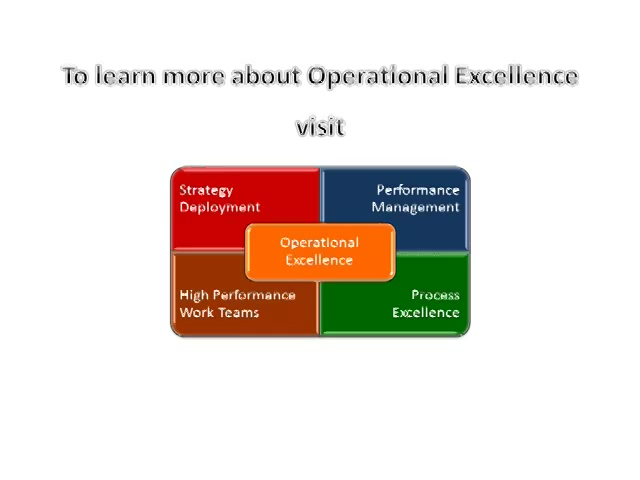 To learn more about Operational Excellence
visit
Strategy
Deployment
Performance
Management
Operational
Excellence
High Performance
Work Teams
Process
Excellence